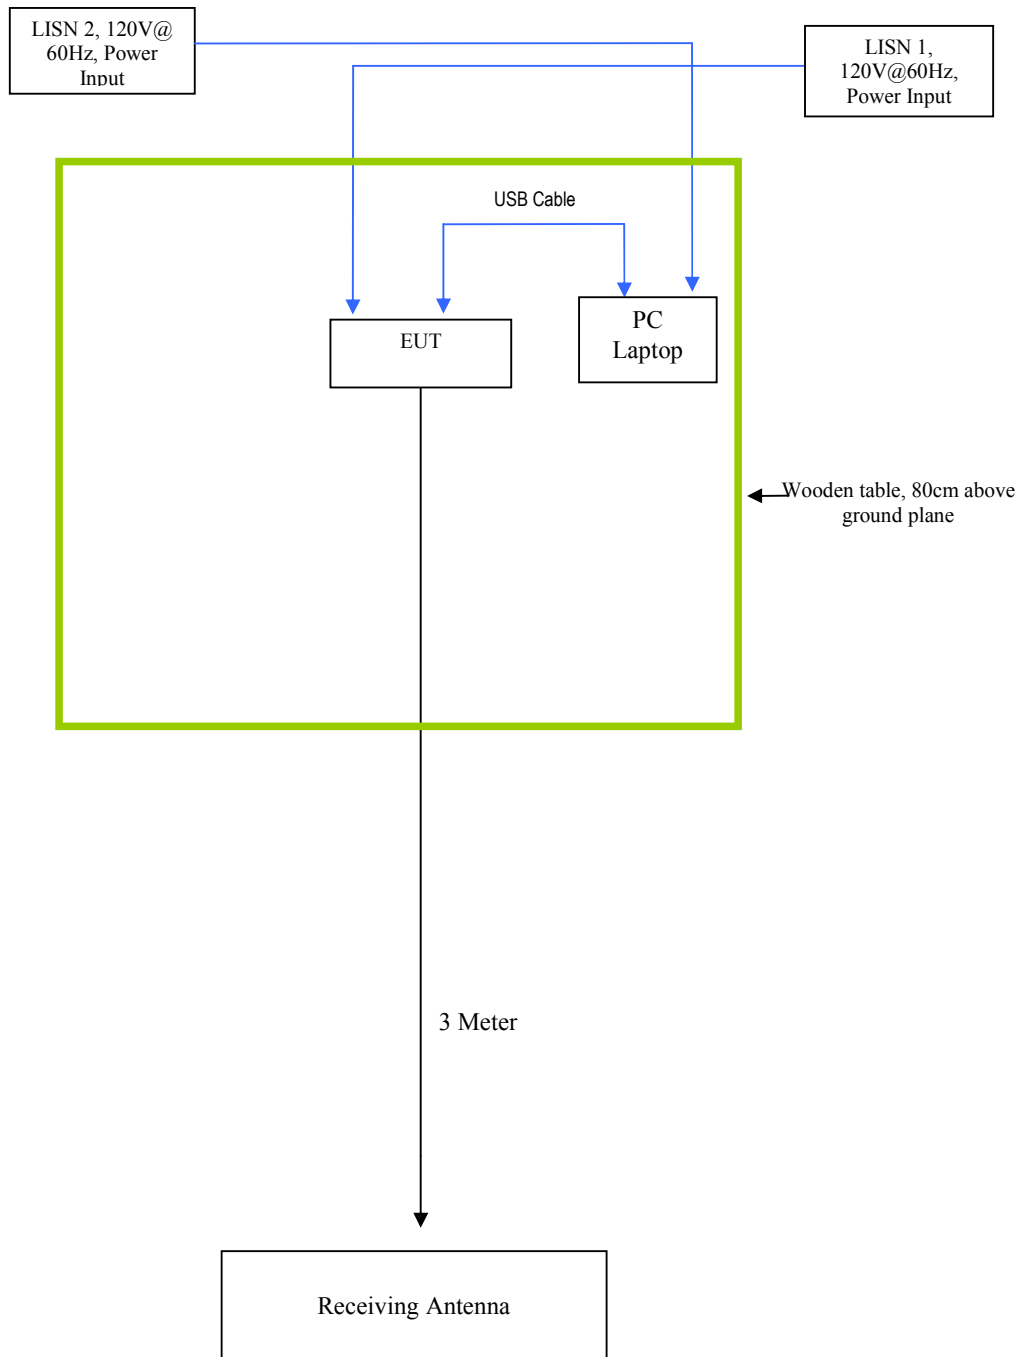 LISN 2, 120V@
60Hz, Power
Input
LISN 1,
120V@60Hz,
Power Input
USB Cable
EUT
PC
Laptop
Wooden table, 80cm above
ground plane
3 Meter
Receiving Antenna